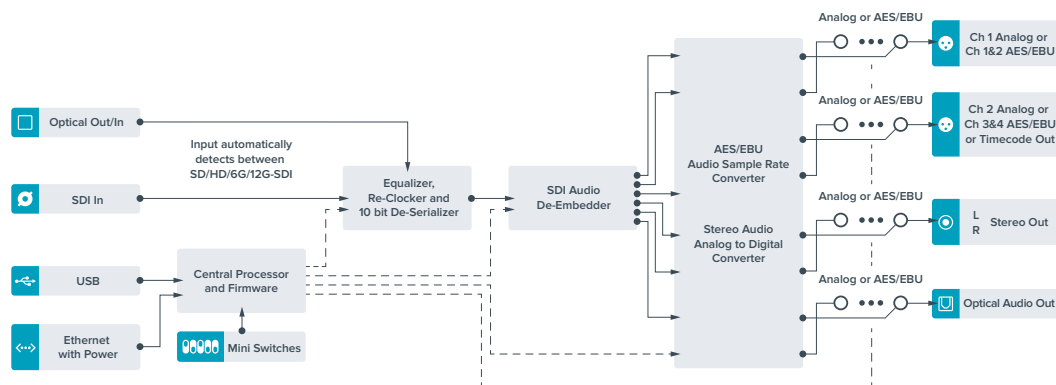 Analog or AES/EBU
Ch 1 Analog or
Ch 1&2 AES/EBU
Optical Out/In
Input automatically
detects between
SD/HD/6G/12G-SDI
Analog or AES/EBU
Ch 2 Analog or
Ch 3&4 AES/EBU
or Timecode Out
AES/EBU
Audio Sample Rate
Converter
SDI In
Equalizer,
Re-Clocker and
10 bit De-Serializer
SDI Audio
De-Embedder
Analog or AES/EBU
L
R
Stereo Out
Stereo Audio
Analog to Digital
Converter
USB
Central Processor
and Firmware
Analog or AES/EBU
Optical Audio Out
Ethernet
with Power
Mini Switches